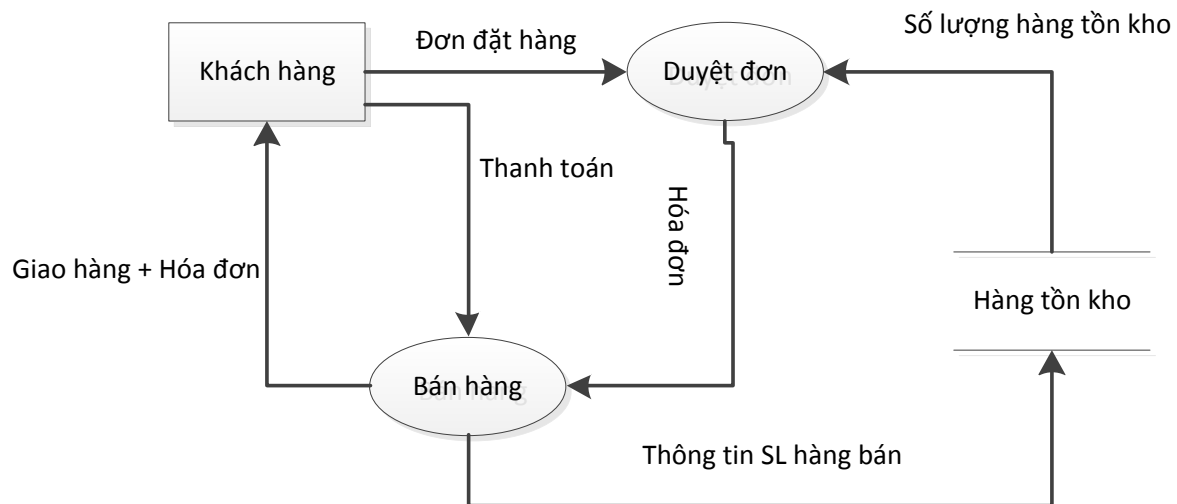 Số lượng hàng tồn kho
Đơn đặt hàng
Khách hàng
Duyệt đơn
Thanh toán
Hóa đơn
Giao hàng + Hóa đơn
Hàng tồn kho
Bán hàng
Thông tin SL hàng bán